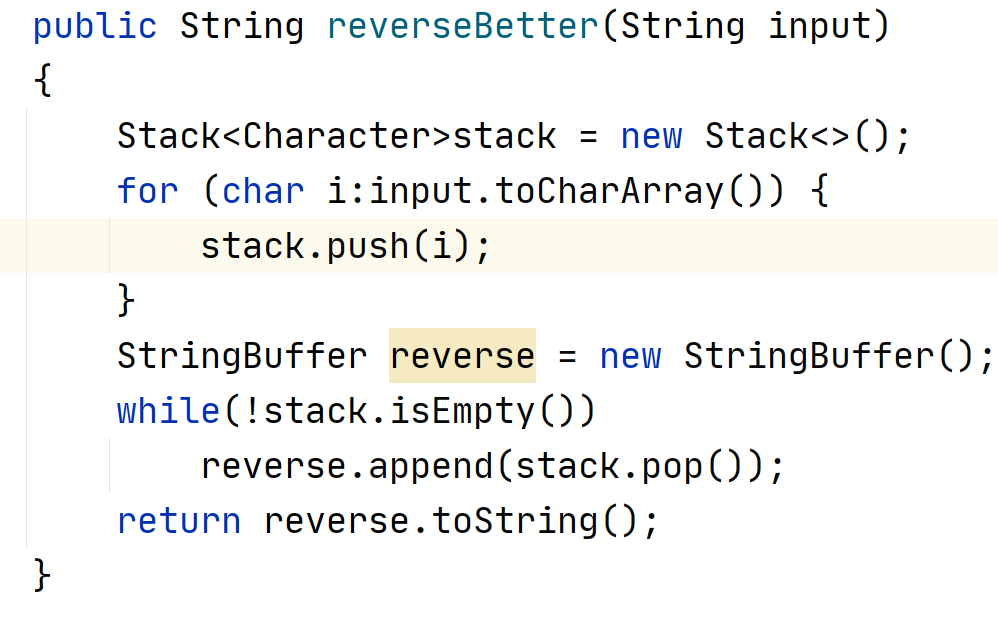 public String reverseBetter(String input)
{
    Stack<Character>stack = new Stack<>();
    for (char i:input.toCharArray()) {
        stack.push(i);
    }
    StringBuffer reverse = new StringBuffer();
    while(!stack.isEmpty())
        reverse.append(stack.pop());
    return reverse.toString();
}